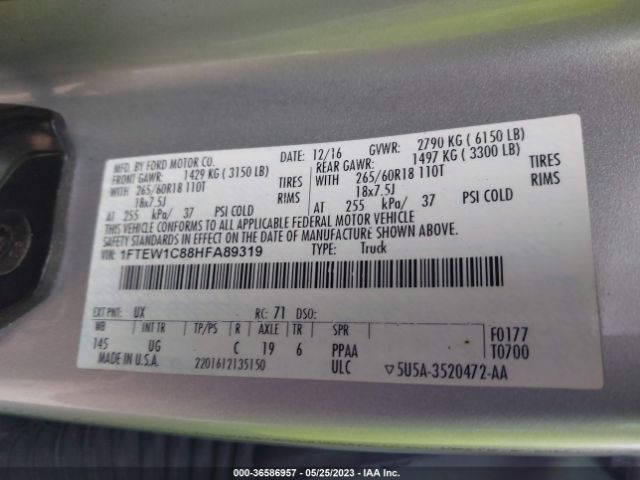 MFD. BY FORD MOTOR CO. DATE: 12/16 GVWR: 2790 KG ( 6150 LB)
FRONT GAWR: 1429 KG ( 3150 LB) REAR GAWR: 1497 KG ( 3300 LB)
WITH 265/60R18 110T TIRES WITH 265/60R18 110T TIRES
18x7.5J RIMS 18x7.5J RIMS
AT 255 kPa/ 37 PSI COLD AT 255 kPa/ 37 PSI COLD
THIS VEHICLE CONFORMS TO ALL APPLICABLE FEDERAL MOTOR VEHICLE
SAFETY STANDARDS IN EFFECT ON THE DATE OF MANUFACTURE SHOWN ABOVE.
VIN: 1FTEW1C88HFA89319 TYPE: Truck
EXT PNT: UX RC: 71 DSO:
WB INT TR TP/PS R AXLE TR SPR F0177
145 UG C 19 6 PPAA T0700
MADE IN U.S.A. 2201612135150 ULC ▽5U5A-3520472-AA
000-36586957 - 05/25/2023 - IAA Inc.